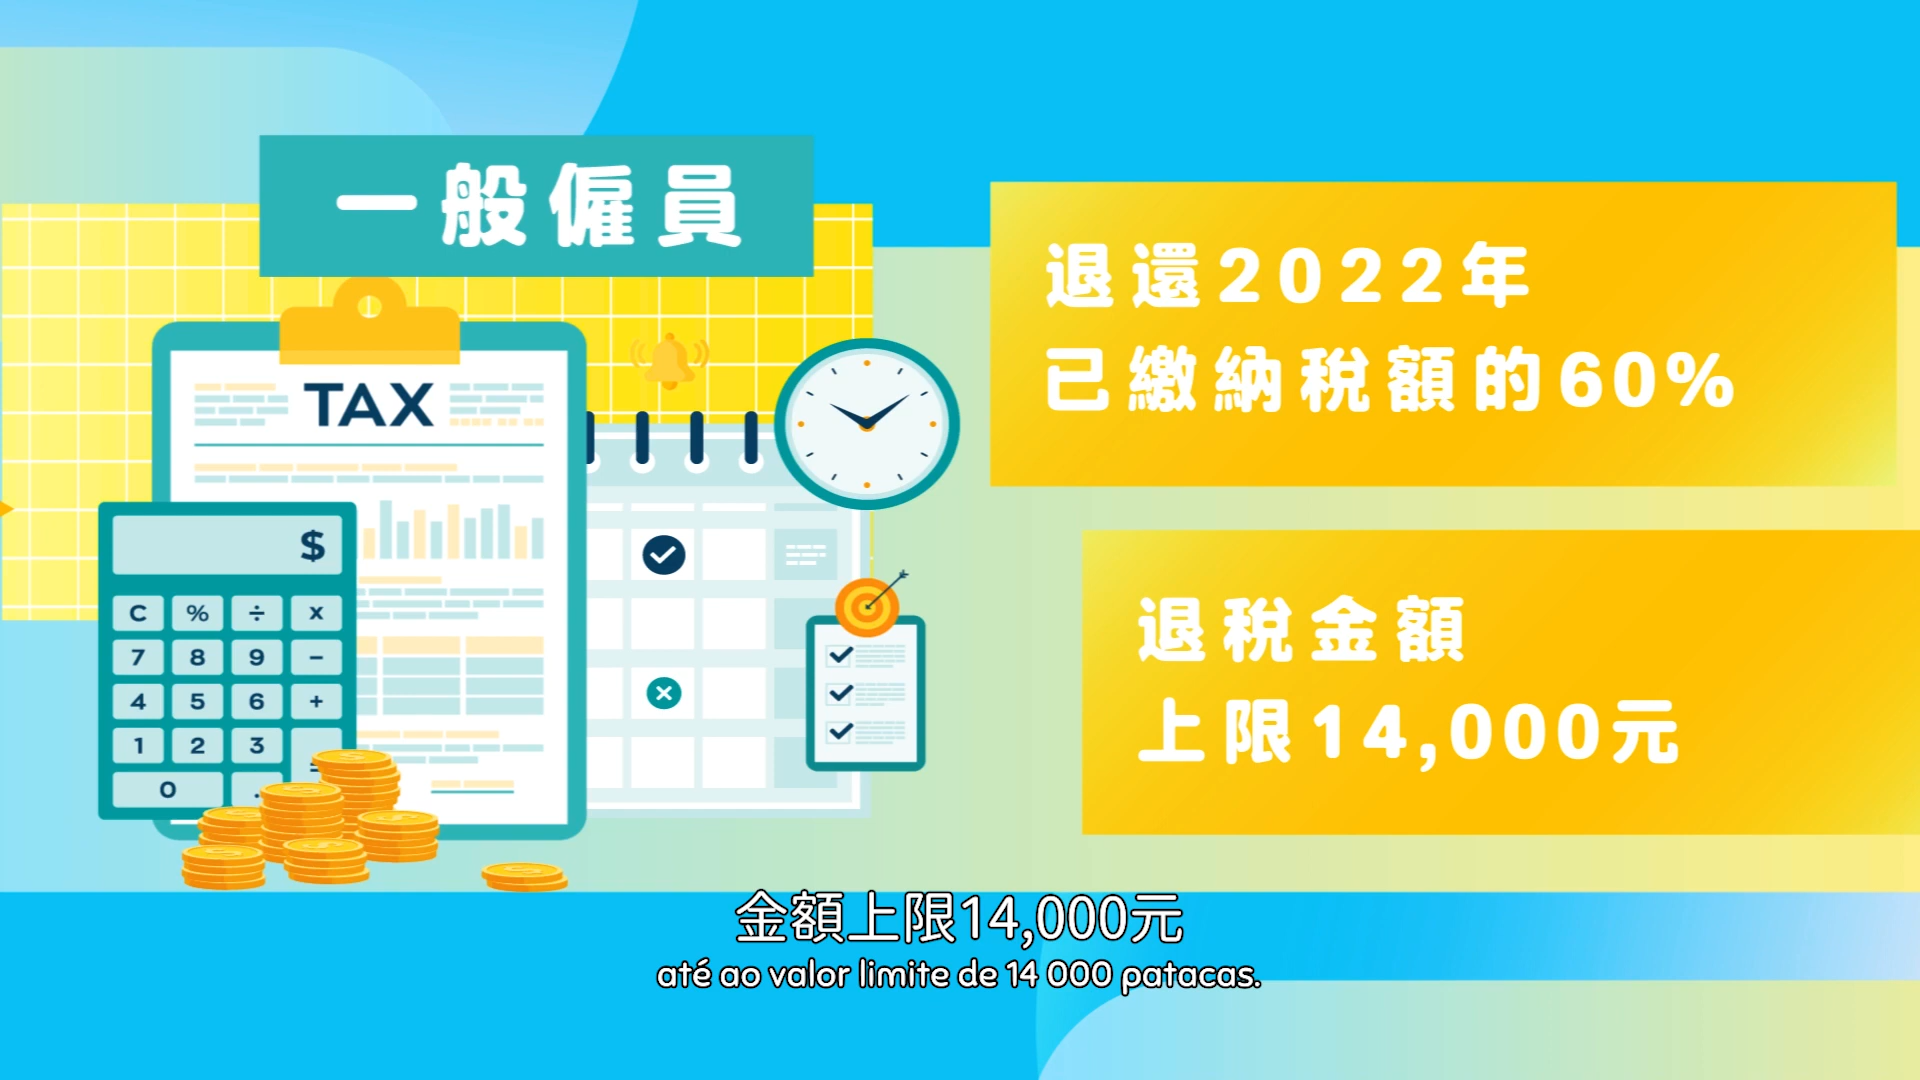 一般僱員
退還2022年
已繳納稅額的60%
退稅金額
上限14,000元
TAX
$
C % ÷ x
7 8 9 −
4 5 6 +
1 2 3
0 .
金額上限14,000元
até ao valor limite de 14 000 patacas.